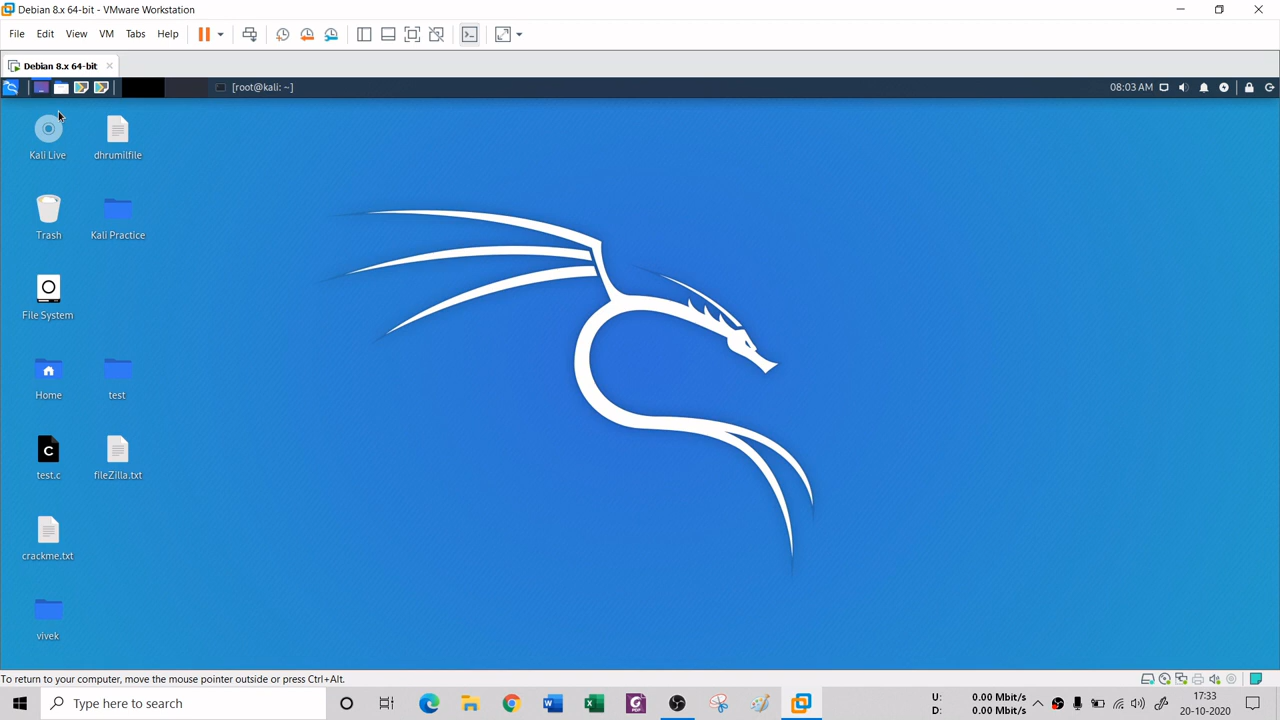 Debian 8.x 64-bit - VMware Workstation
File Edit View VM Tabs Help
Debian 8.x 64-bit
[root@kali: ~]
08:03 AM
Kali Live
dhrumilfile
Trash
Kali Practice
File System
Home
test
test.c
fileZilla.txt
crackme.txt
vivek
To return to your computer, move the mouse pointer outside or press Ctrl+Alt.
Type here to search
U: 0.00 Mbit/s
D: 0.00 Mbit/s
17:33
20-10-2020